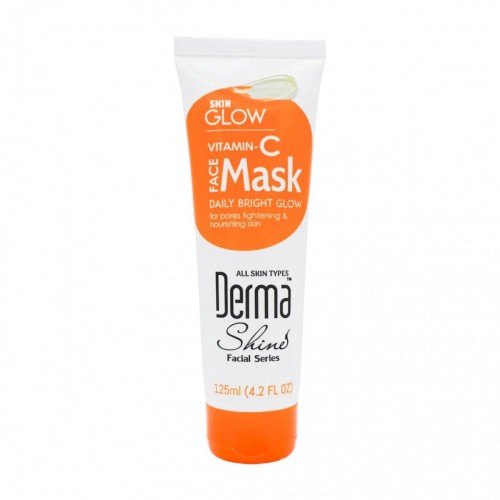 SKIN
GLOW
VITAMIN-C
FACE Mask
DAILY BRIGHT GLOW
for pores tightening &
nourishing skin
ALL SKIN TYPES
Derma™
Shine
Facial Series
125ml (4.2 FL OZ)